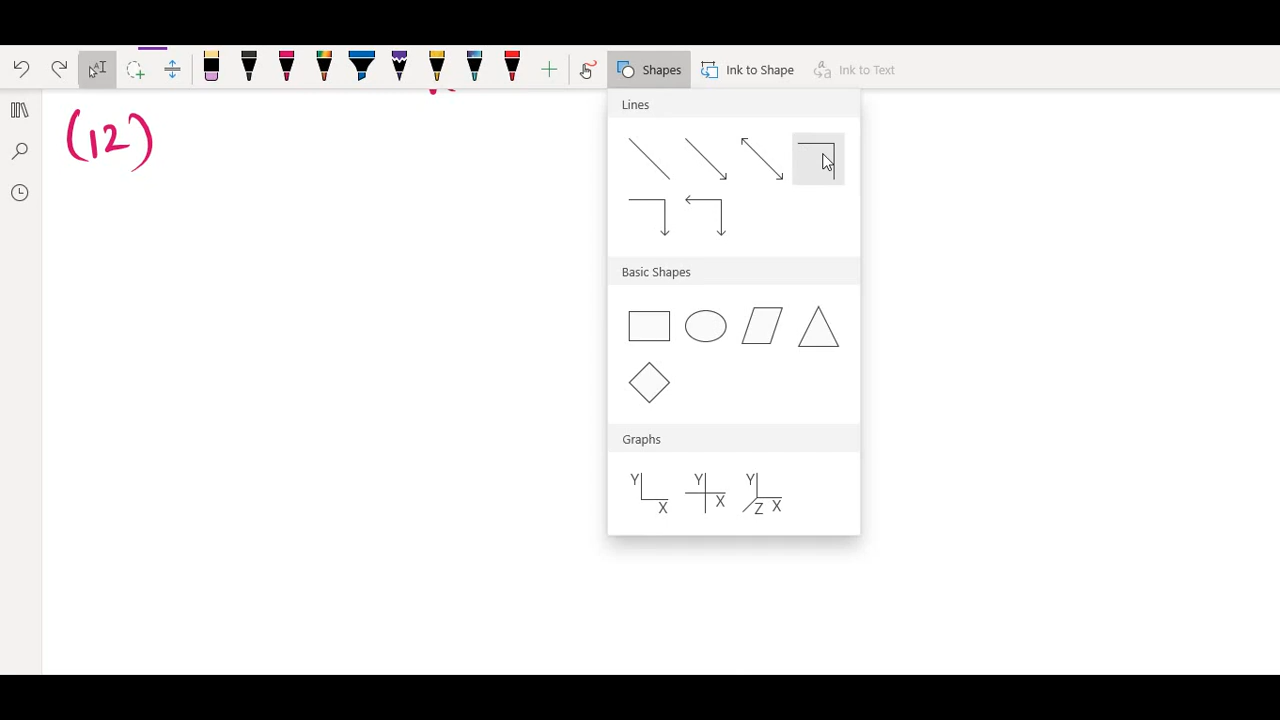 Shapes Ink to Shape Ink to Text
(12)
Lines
Basic Shapes
Graphs
Y X Y X Y Z X